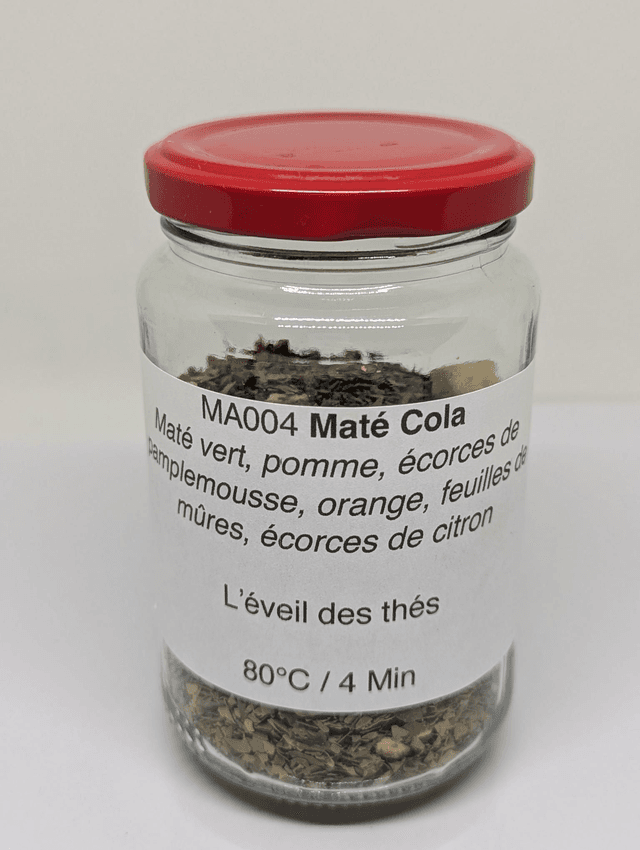 MA004 Maté Cola
Maté vert, pomme, écorces de
pamplemousse, orange, feuilles de
mûres, écorces de citron
L'éveil des thés
80°C / 4 Min